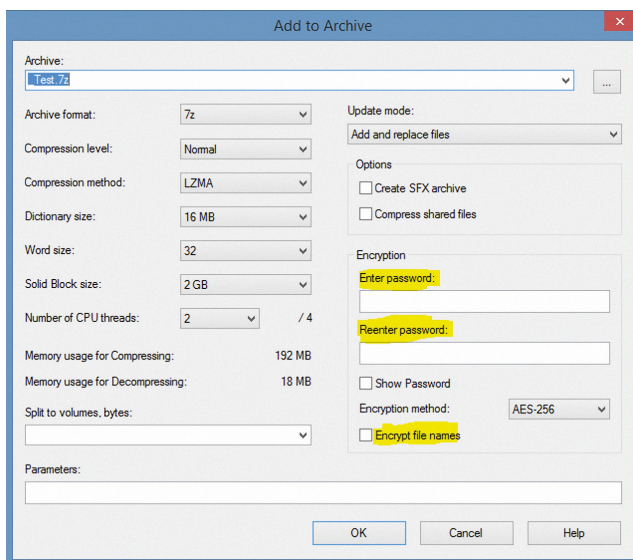 Add to Archive
Archive:
_Test.7z
...
Archive format:
7z
Compression level:
Normal
Compression method:
LZMA
Dictionary size:
16 MB
Word size:
32
Solid Block size:
2 GB
Number of CPU threads:
2
/ 4
Memory usage for Compressing:
192 MB
Memory usage for Decompressing:
18 MB
Split to volumes, bytes:
Update mode:
Add and replace files
Options
Create SFX archive
Compress shared files
Encryption
Enter password:
Reenter password:
Show Password
Encryption method:
AES-256
Encrypt file names
Parameters:
OK
Cancel
Help